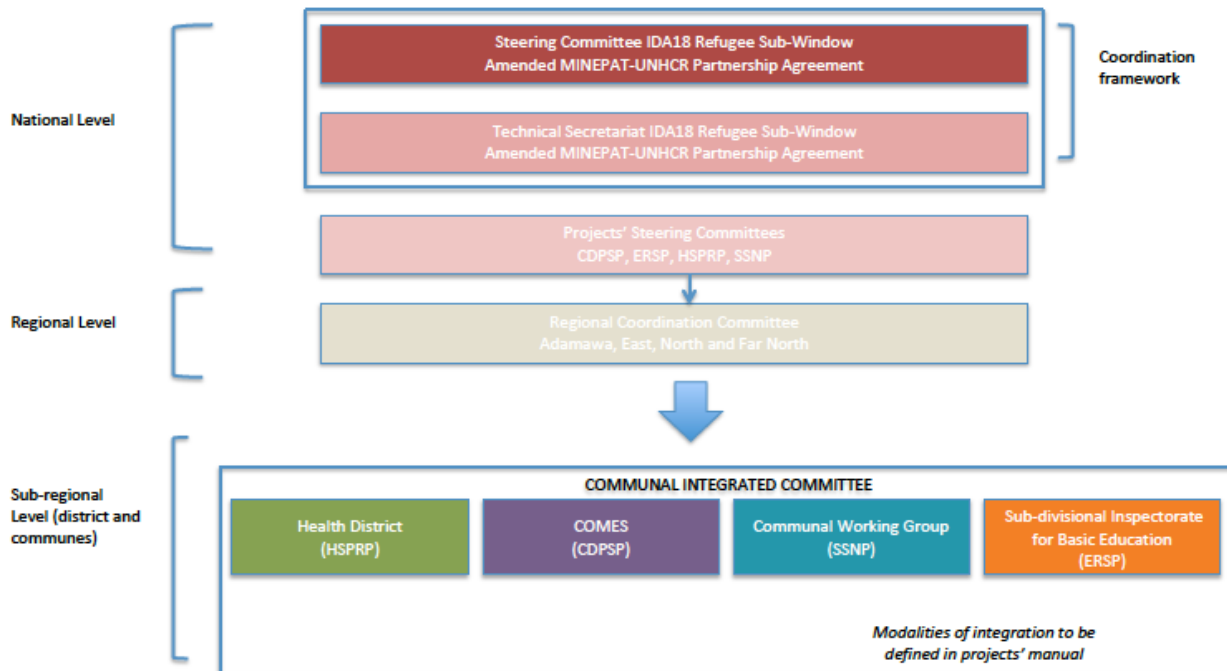 Steering Committee IDA18 Refugee Sub-Window
Amended MINEPAT-UNHCR Partnership Agreement
Coordination
framework
National Level
Technical Secretariat IDA18 Refugee Sub-Window
Amended MINEPAT-UNHCR Partnership Agreement
Projects' Steering Committees
CDPSP, ERSP, HSPRP, SSNP
Regional Level
Regional Coordination Committee
Adamawa, East, North and Far North
Sub-regional
Level (district and
communes)
COMMUNAL INTEGRATED COMMITTEE
Health District
(HSPRP)
COMES
(CDPSP)
Communal Working Group
(SSNP)
Sub-divisional Inspectorate
for Basic Education
(ERSP)
Modalities of integration to be
defined in projects' manual